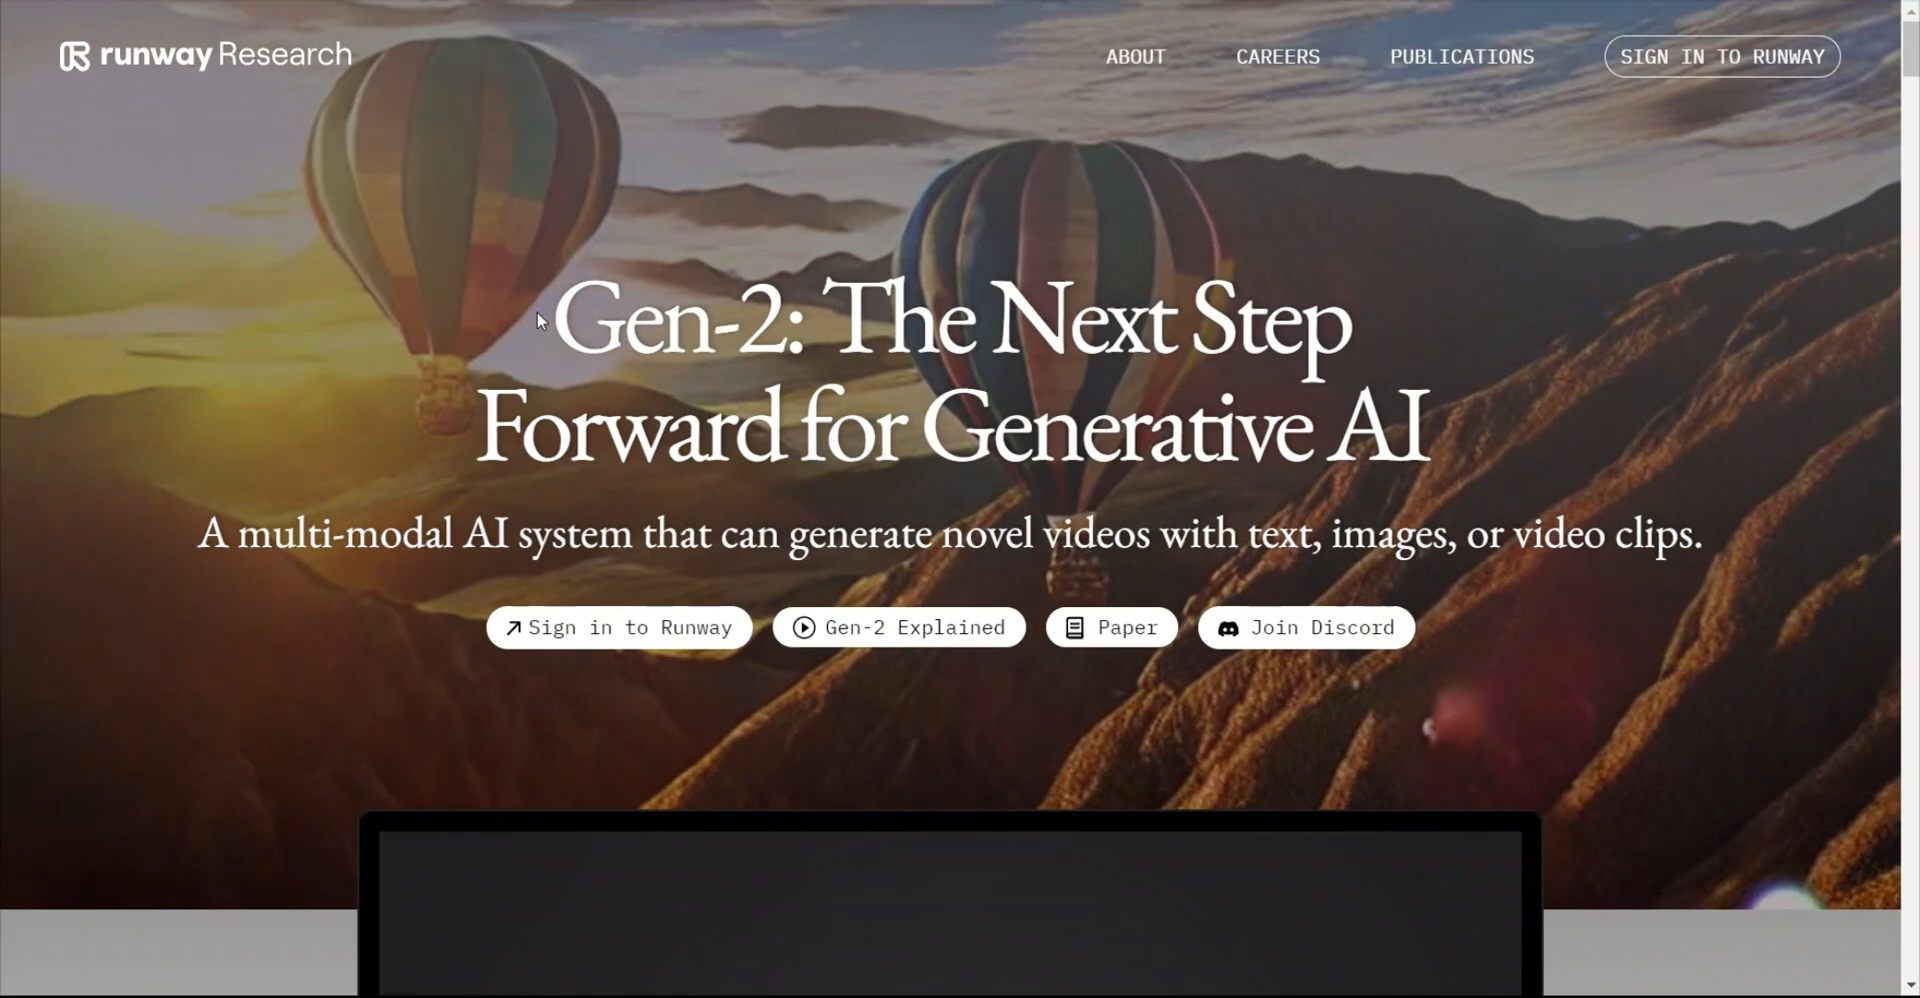 runway Research
ABOUT
CAREERS
PUBLICATIONS
SIGN IN TO RUNWAY
Gen-2: The Next Step
Forward for Generative AI
A multi-modal AI system that can generate novel videos with text, images, or video clips.
Sign in to Runway
Gen-2 Explained
Paper
Join Discord